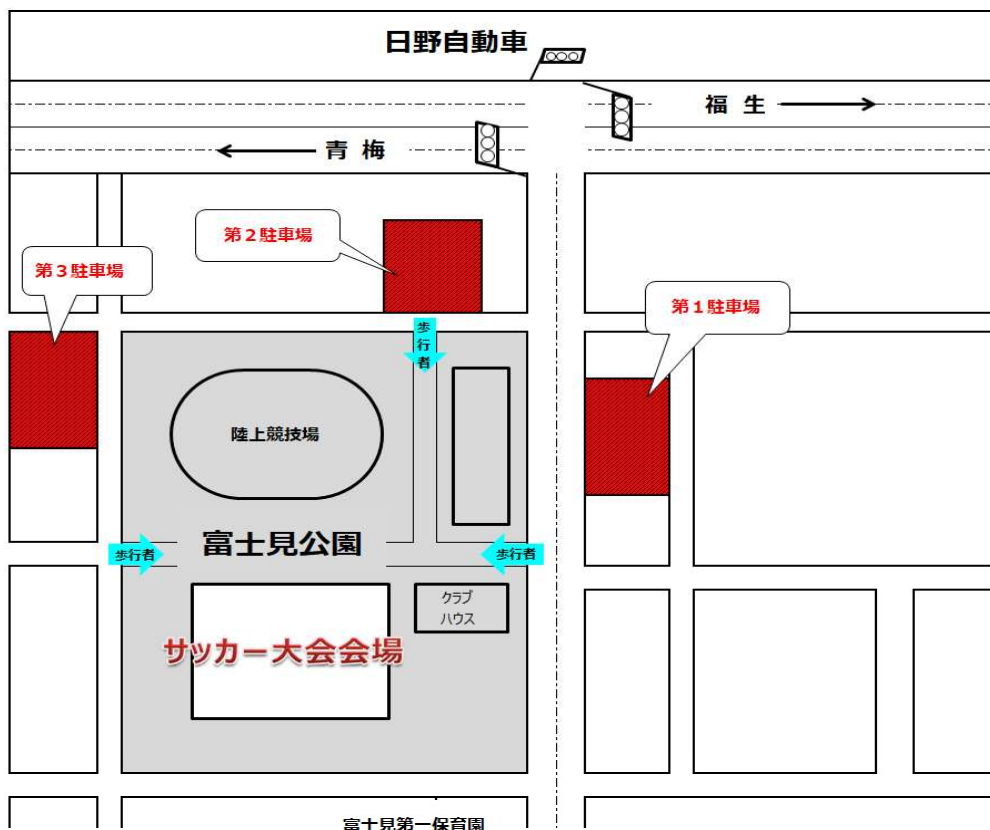 日野自動車
福 生
青 梅
第２駐車場
第３駐車場
第１駐車場
歩行者
陸上競技場
富士見公園
歩行者
歩行者
クラブ
ハウス
サッカー大会会場
富士見第一保育園